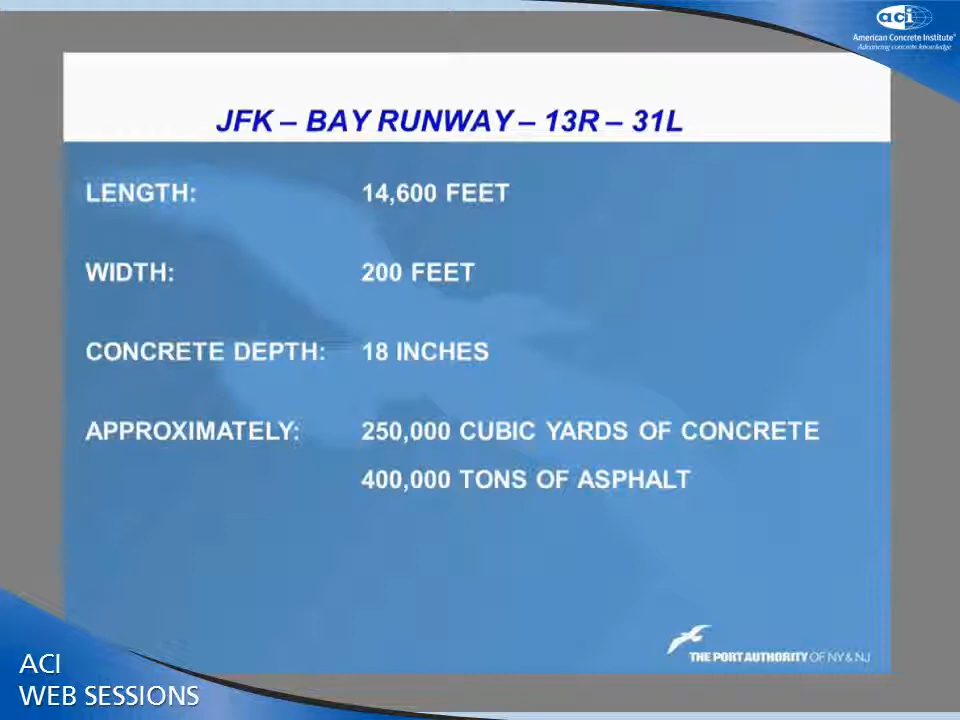 aci
American Concrete Institute®
Advancing concrete knowledge
JFK – BAY RUNWAY – 13R – 31L
LENGTH: 14,600 FEET
WIDTH: 200 FEET
CONCRETE DEPTH: 18 INCHES
APPROXIMATELY: 250,000 CUBIC YARDS OF CONCRETE
400,000 TONS OF ASPHALT
THE PORT AUTHORITY OF NY & NJ
ACI
WEB SESSIONS